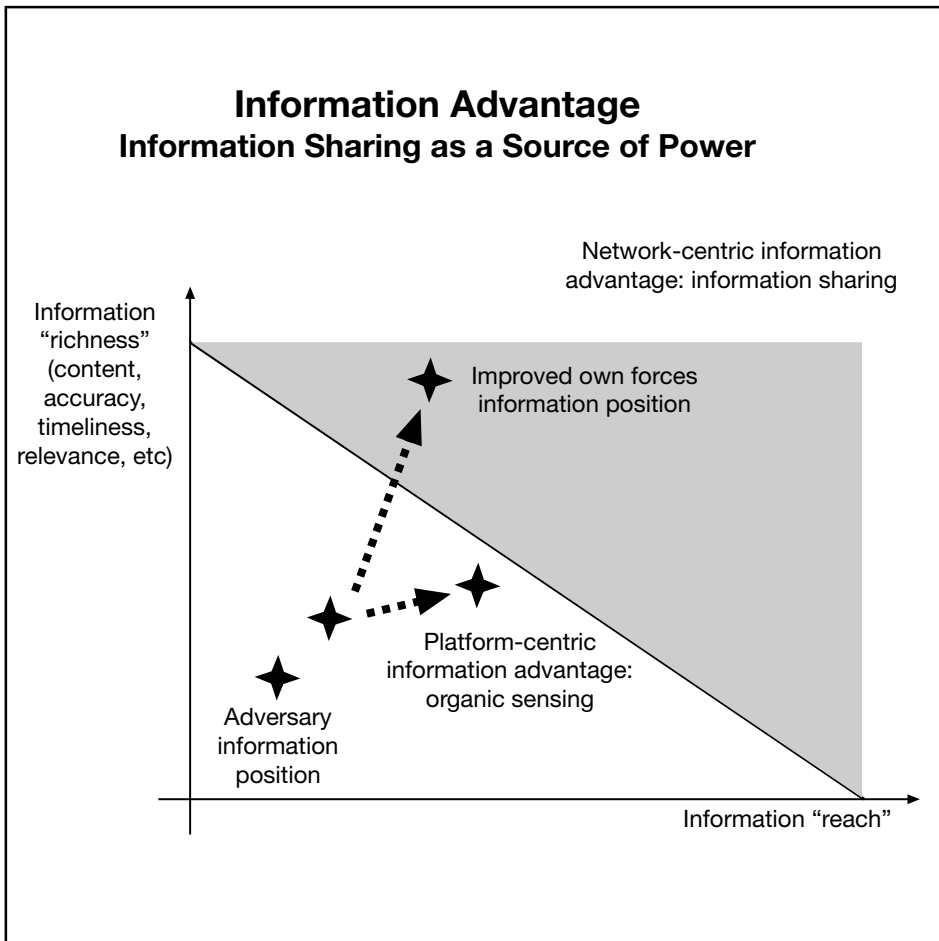 Information Advantage
Information Sharing as a Source of Power
Network-centric information
advantage: information sharing
Information
“richness”
(content,
accuracy,
timeliness,
relevance, etc)
Improved own forces
information position
Platform-centric
information advantage:
organic sensing
Adversary
information
position
Information “reach”